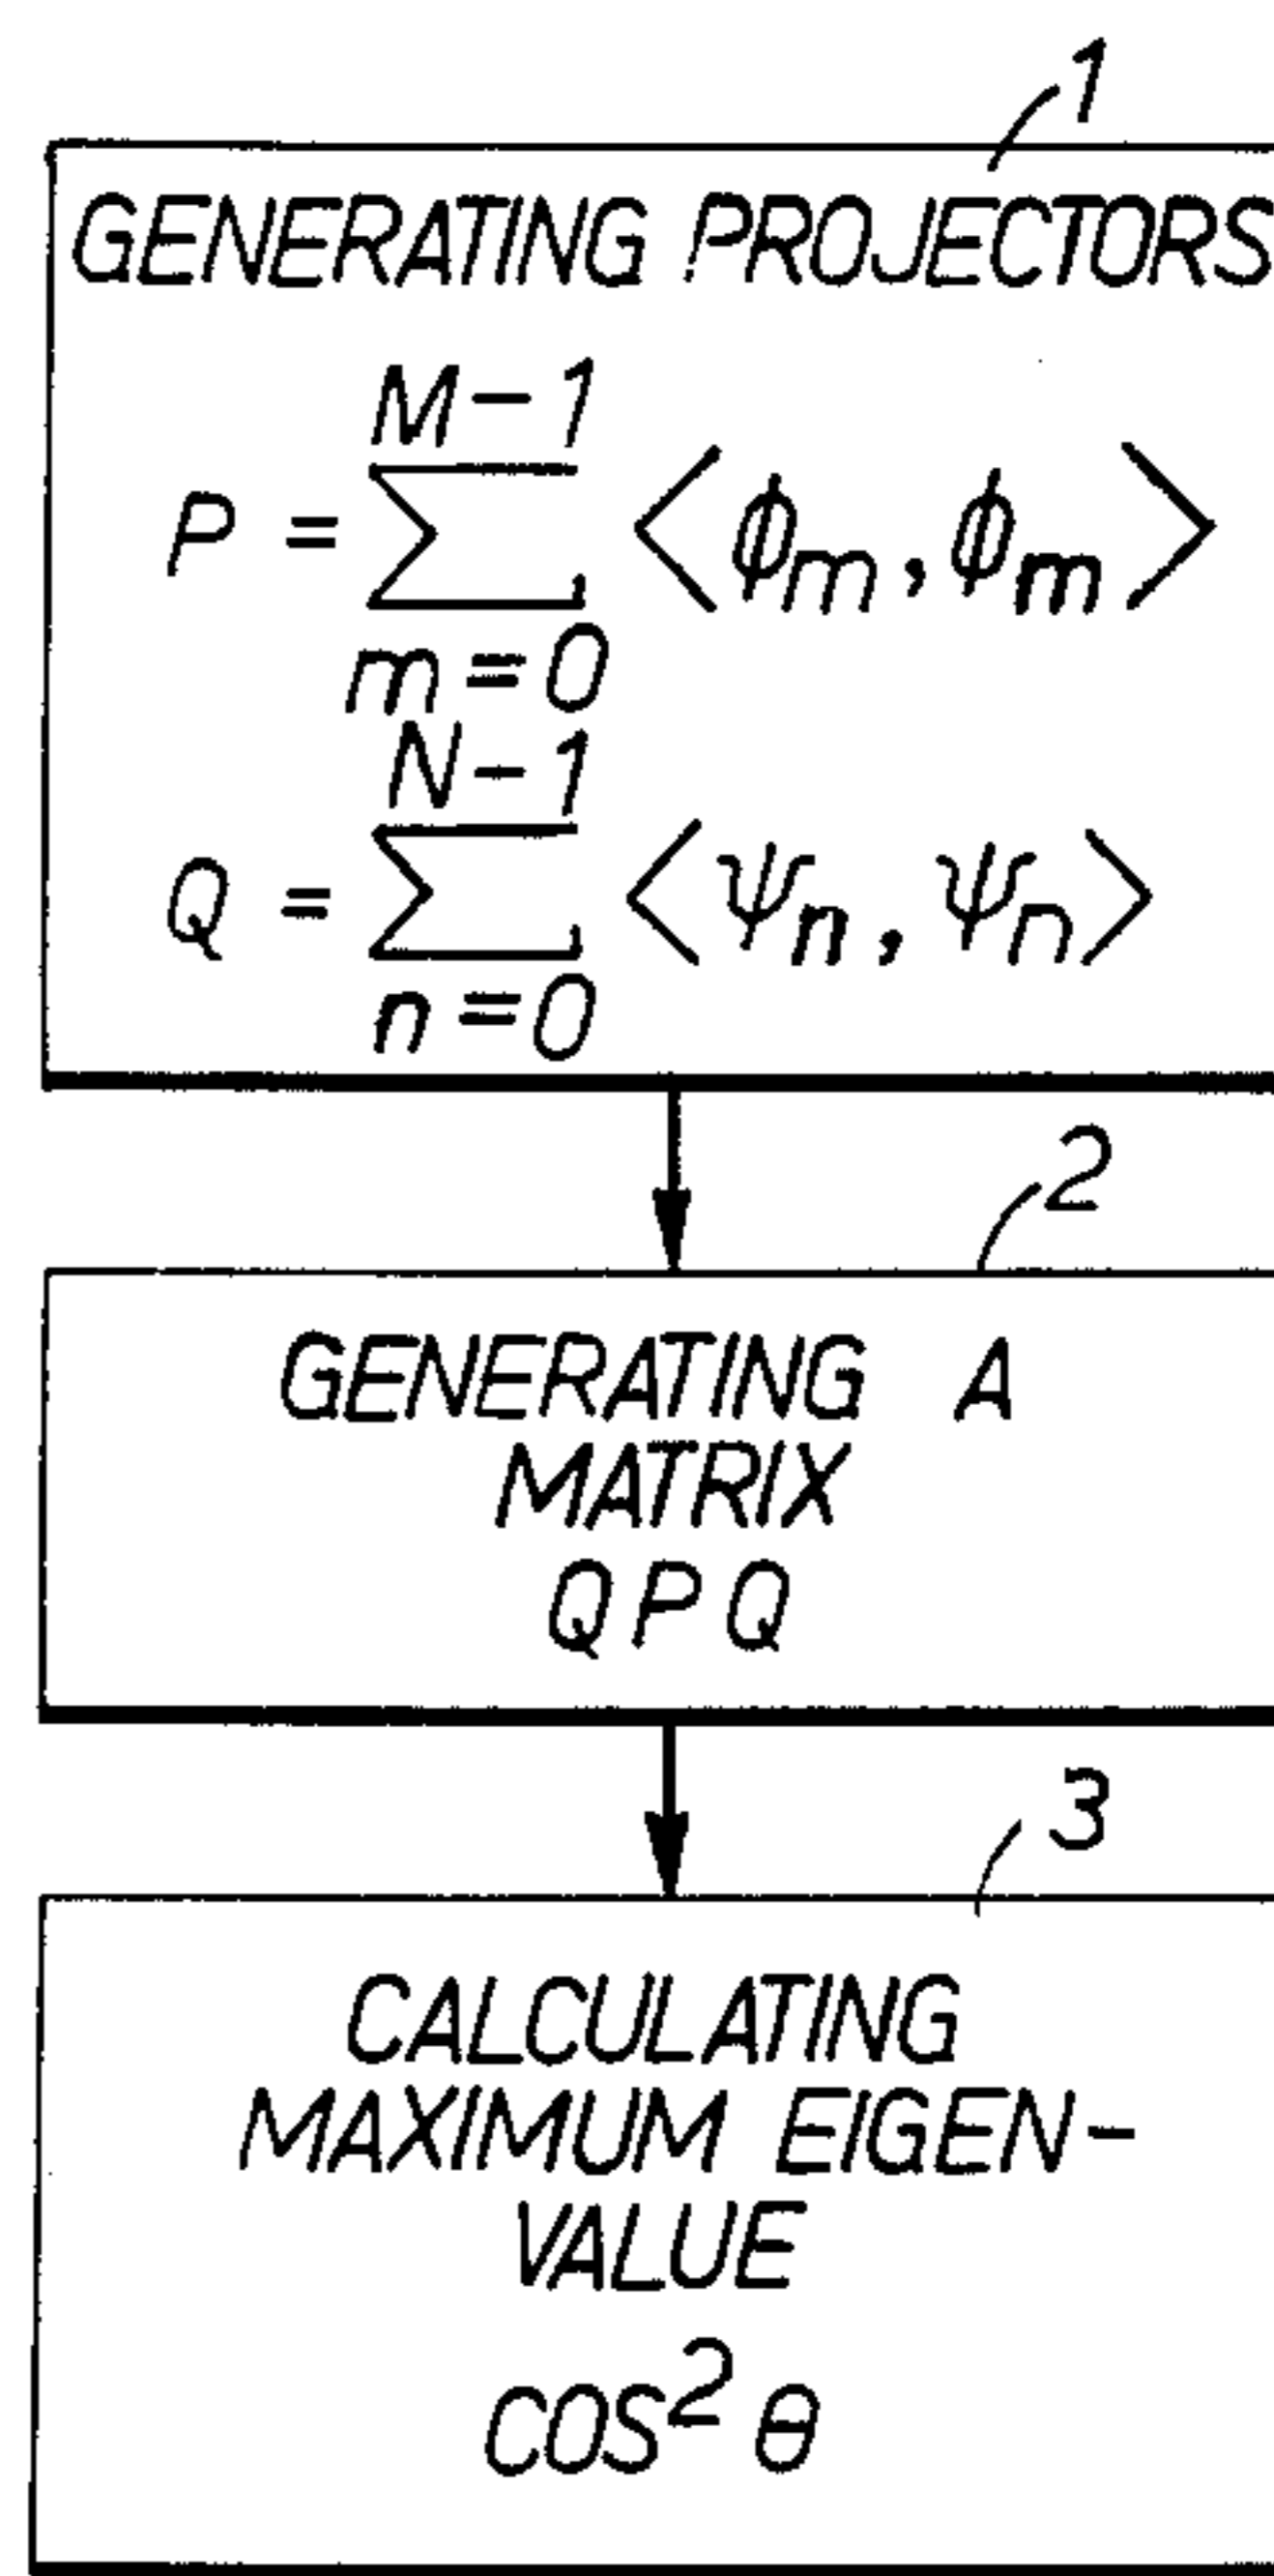 1
GENERATING PROJECTORS
M-1
P = ∑ <ϕm, ϕm>
m=0
N-1
Q = ∑ <ψn, ψn>
n=0
2
GENERATING A
MATRIX
QPQ
3
CALCULATING
MAXIMUM EIGEN-
VALUE
COS² θ